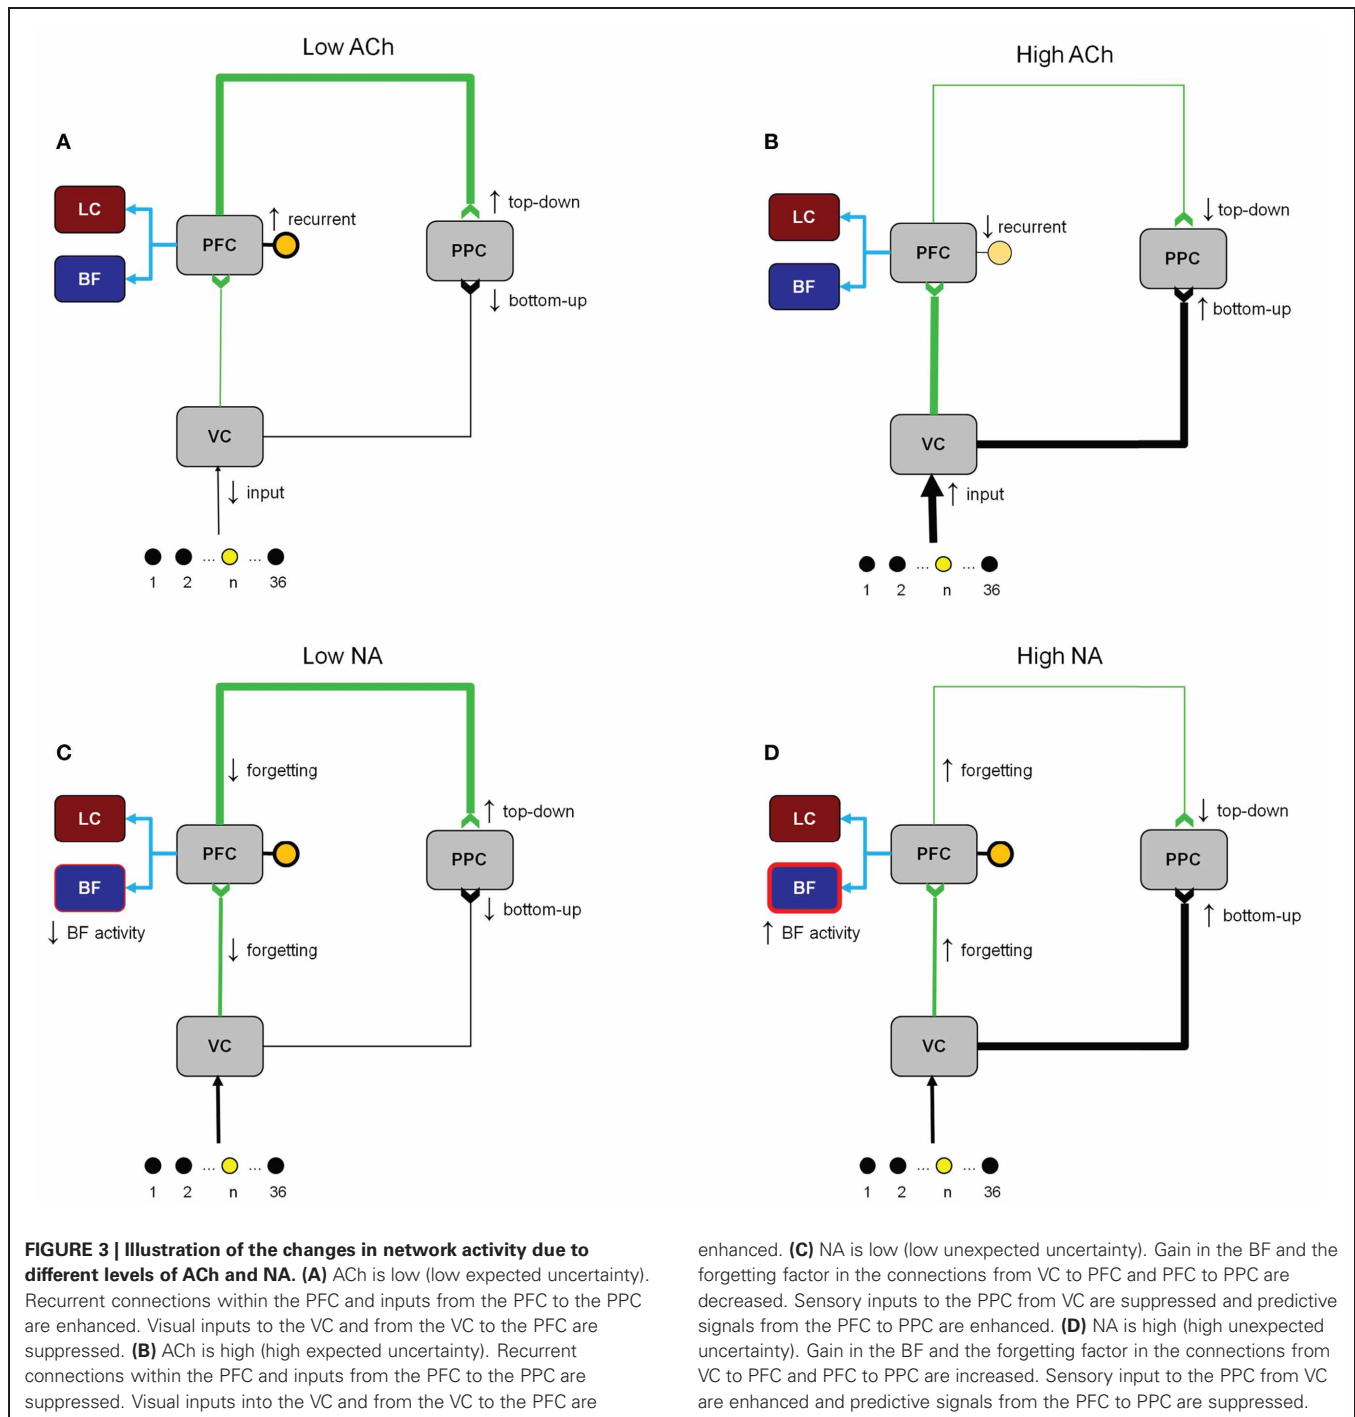 Low ACh
A
LC
BF
PFC
↑ recurrent
↑ top-down
PPC
↓ bottom-up
VC
↓ input
1 2 ... n ... 36
High ACh
B
LC
BF
PFC
↓ recurrent
↓ top-down
PPC
↑ bottom-up
VC
↑ input
1 2 ... n ... 36
Low NA
C
↓ forgetting
LC
BF
↓ BF activity
PFC
↑ top-down
PPC
↓ bottom-up
↓ forgetting
VC
1 2 ... n ... 36
High NA
D
↑ forgetting
LC
BF
↑ BF activity
PFC
↓ top-down
PPC
↑ bottom-up
↑ forgetting
VC
1 2 ... n ... 36
FIGURE 3 | Illustration of the changes in network activity due to
different levels of ACh and NA. (A) ACh is low (low expected uncertainty).
Recurrent connections within the PFC and inputs from the PFC to the PPC
are enhanced. Visual inputs to the VC and from the VC to the PFC are
suppressed. (B) ACh is high (high expected uncertainty). Recurrent
connections within the PFC and inputs from the PFC to the PPC are
suppressed. Visual inputs into the VC and from the VC to the PFC are
enhanced. (C) NA is low (low unexpected uncertainty). Gain in the BF and the
forgetting factor in the connections from VC to PFC and PFC to PPC are
decreased. Sensory inputs to the PPC from VC are suppressed and predictive
signals from the PFC to PPC are enhanced. (D) NA is high (high unexpected
uncertainty). Gain in the BF and the forgetting factor in the connections from
VC to PFC and PFC to PPC are increased. Sensory input to the PPC from VC
are enhanced and predictive signals from the PFC to PPC are suppressed.